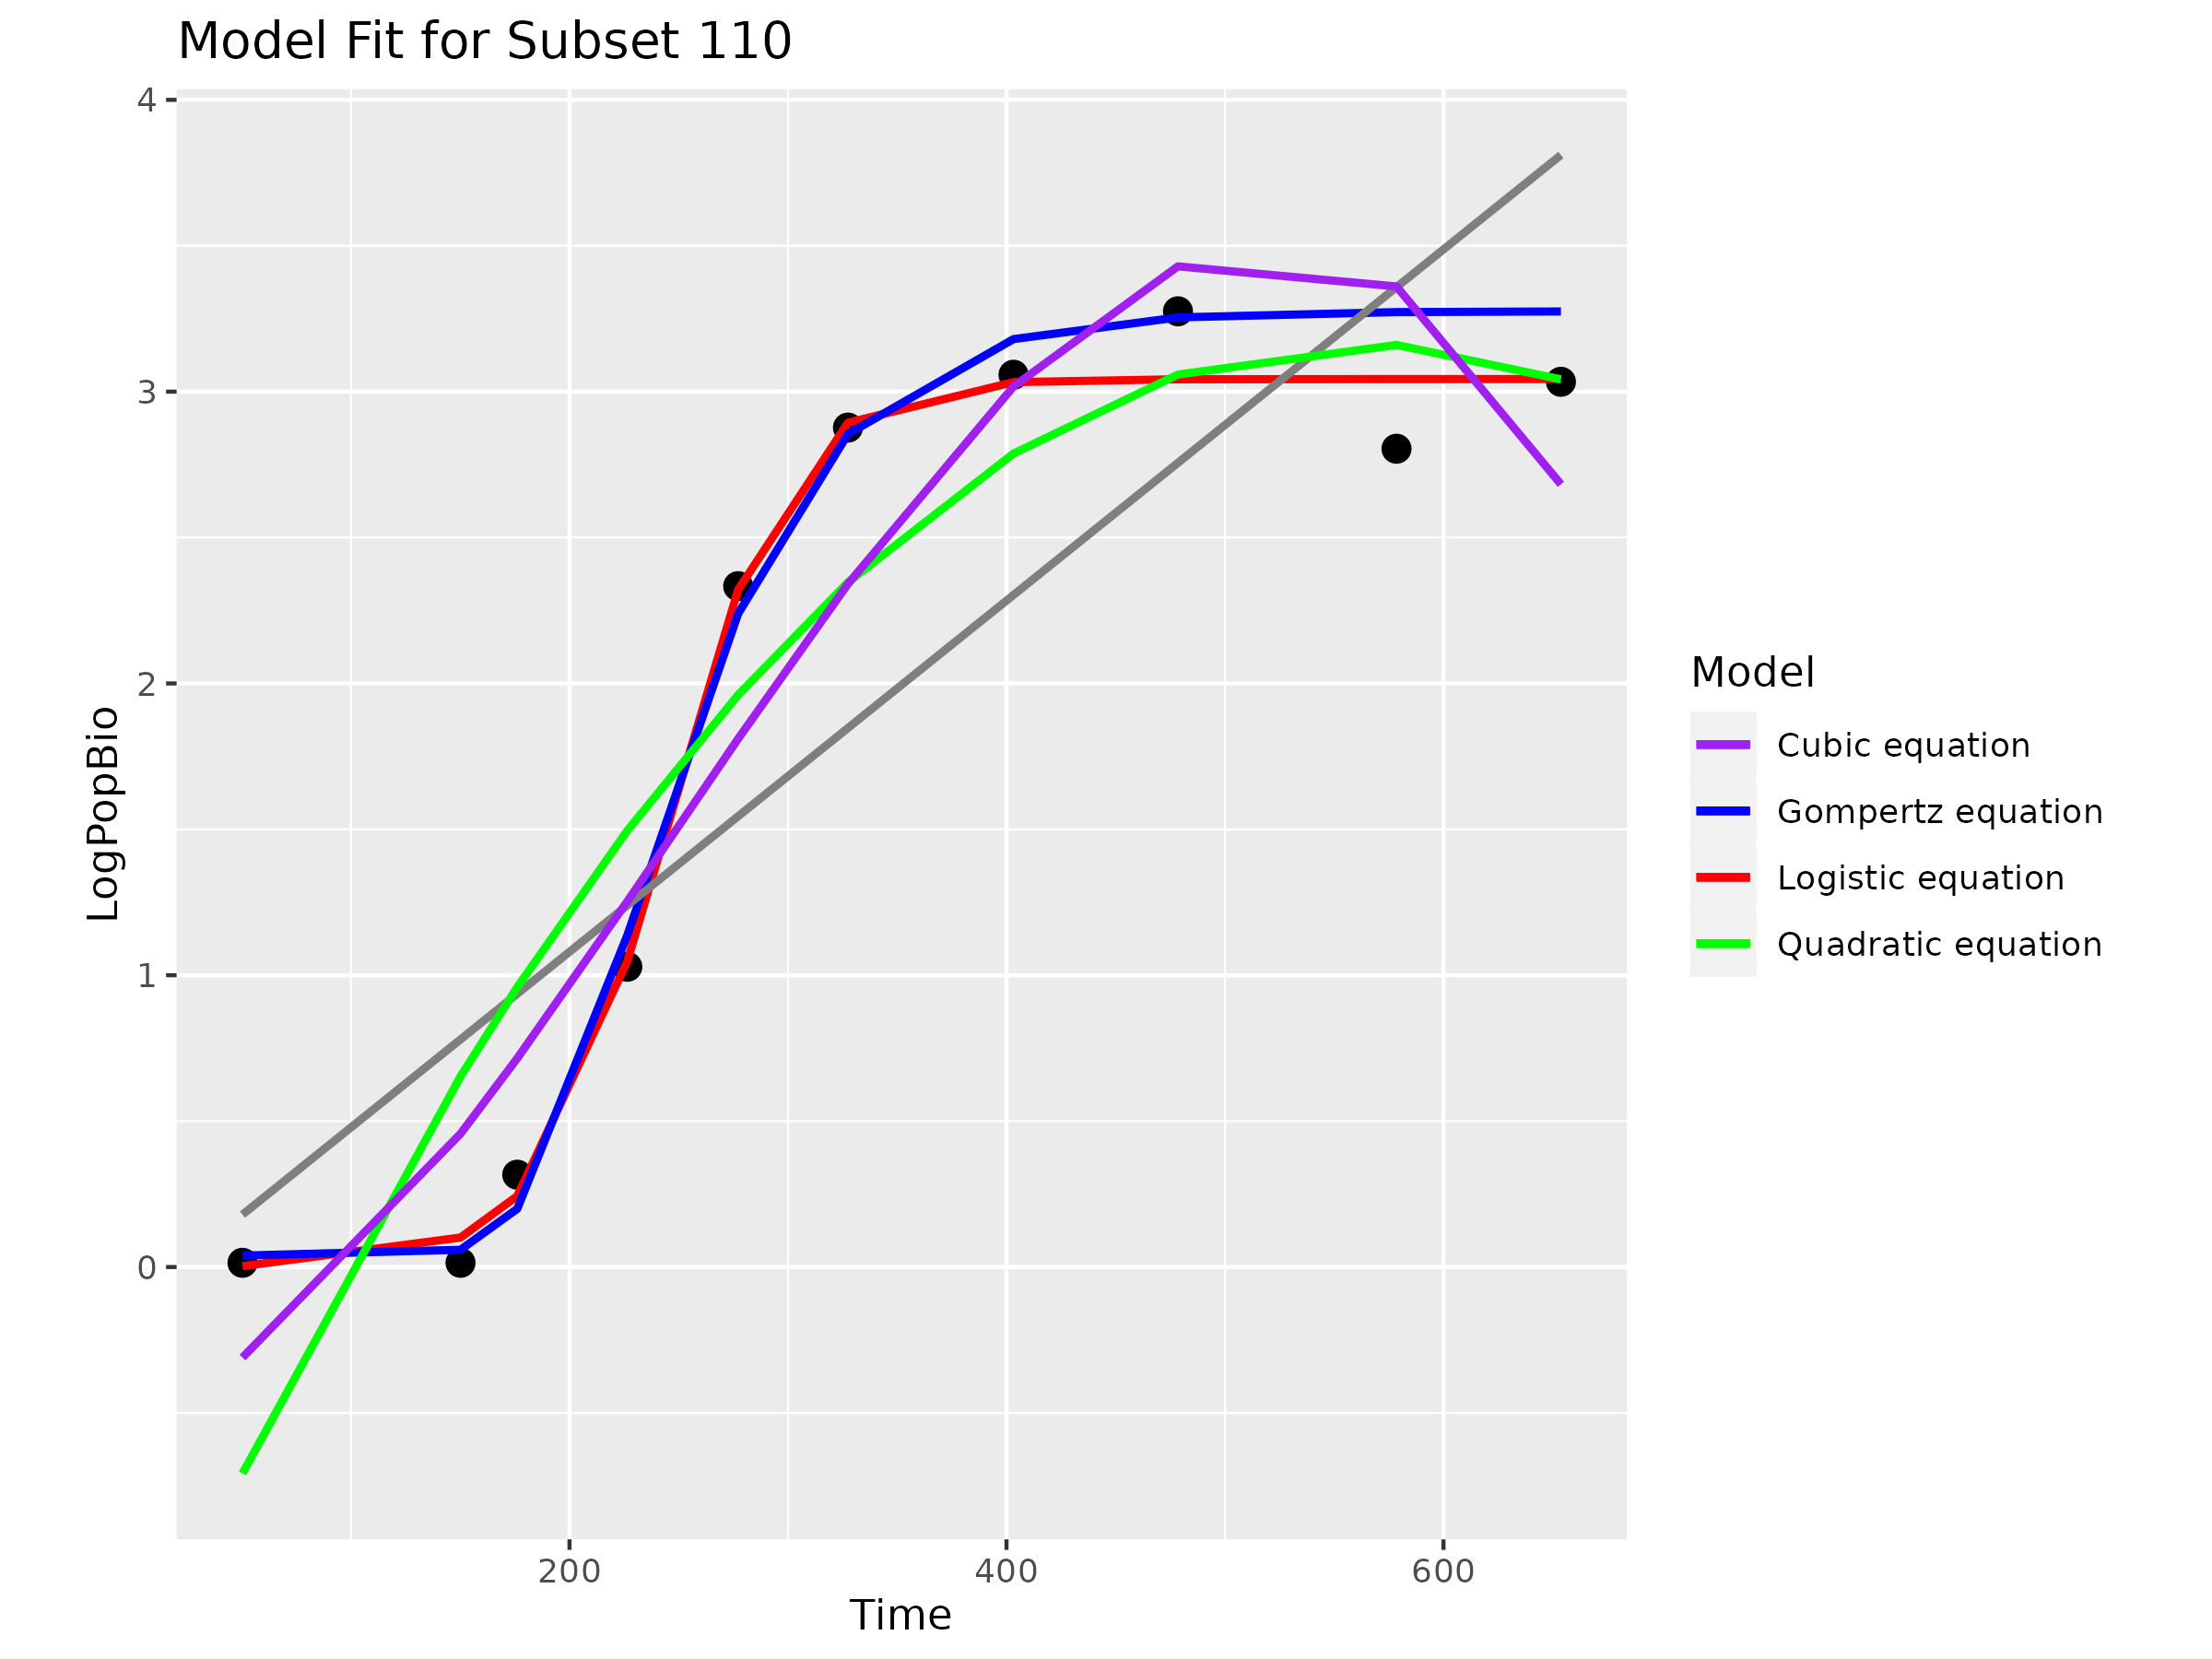 Model Fit for Subset 110
4
3
2
1
0
LogPopBio
200
400
600
Time
Model
Cubic equation
Gompertz equation
Logistic equation
Quadratic equation